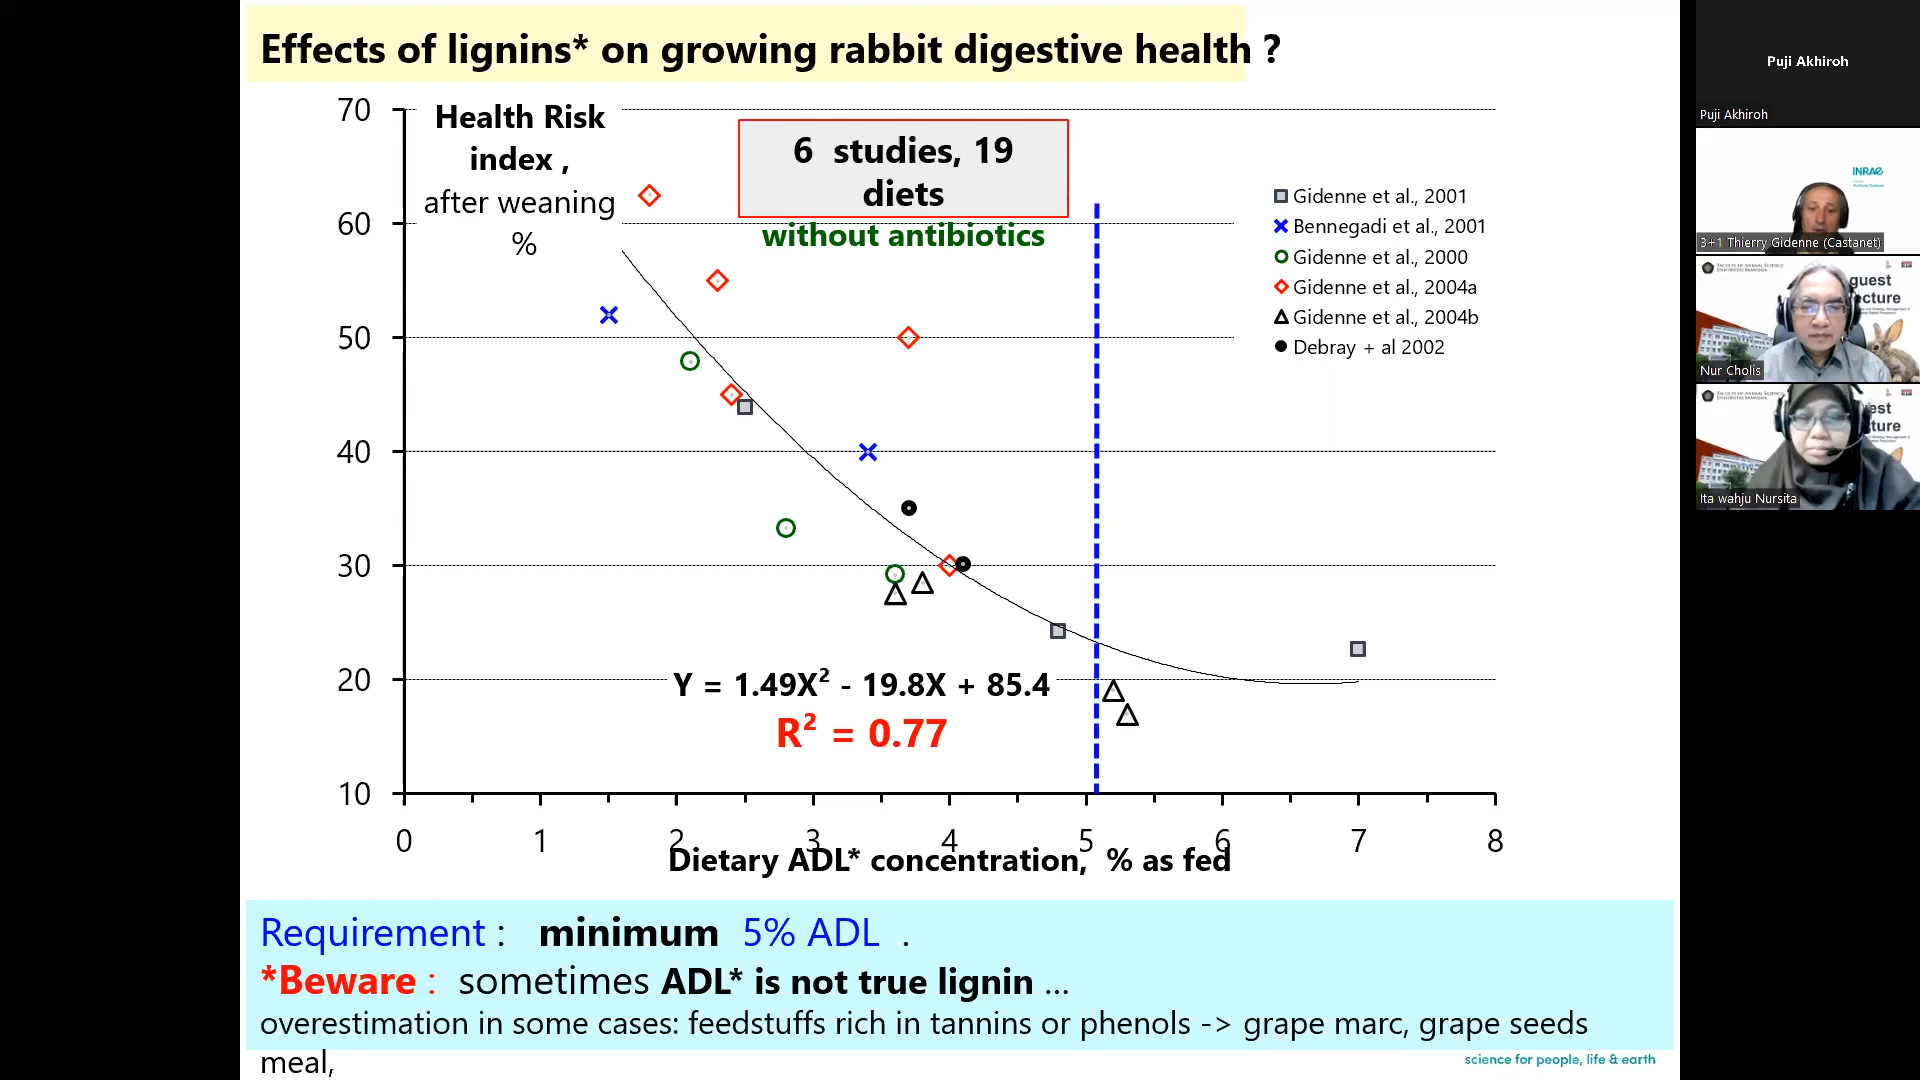 Effects of lignins* on growing rabbit digestive health ?
70
60
50
40
30
20
10
Health Risk
index ,
after weaning
%
6 studies, 19
diets
without antibiotics
Gidenne et al., 2001
Bennegadi et al., 2001
Gidenne et al., 2000
Gidenne et al., 2004a
Gidenne et al., 2004b
Debray + al 2002
Y = 1.49X² - 19.8X + 85.4
R² = 0.77
0 1 2 3 4 5 6 7 8
Dietary ADL* concentration, % as fed
Requirement : minimum 5% ADL .
*Beware : sometimes ADL* is not true lignin ...
overestimation in some cases: feedstuffs rich in tannins or phenols -> grape marc, grape seeds
meal,
science for people, life & earth
Puji Akhiroh
Puji Akhiroh
INRAE
3+1 Thierry Gidenne (Castanet)
guest
ecture
Nur Cholis
est
ture
Ita wahju Nursita